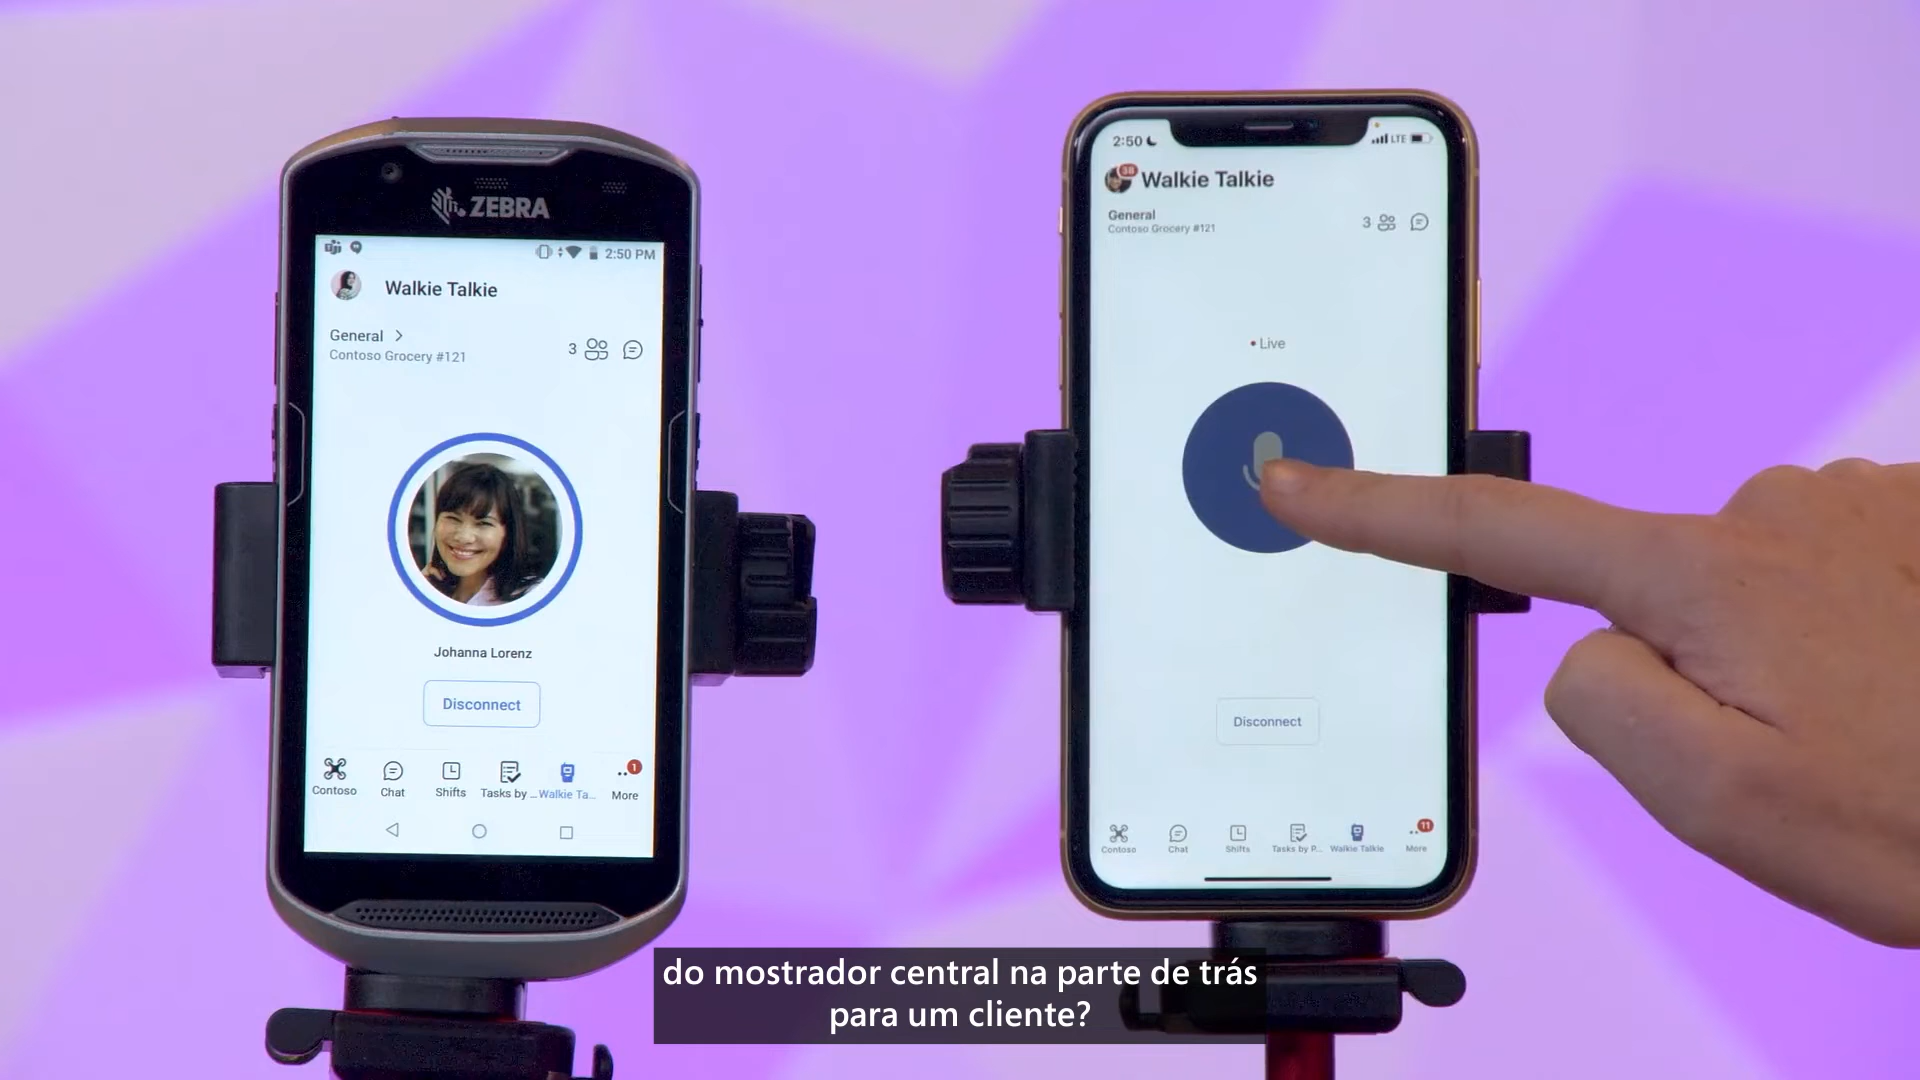 ZEBRA
2:50 PM
Walkie Talkie
General >
Contoso Grocery #121
3
Johanna Lorenz
Disconnect
1
Contoso
Chat
Shifts
Tasks by ...
Walkie Ta...
More
2:50
LTE
38
Walkie Talkie
General
Contoso Grocery #121
3
• Live
Disconnect
11
Contoso
Chat
Shifts
Tasks by P...
Walkie Talkie
More
do mostrador central na parte de trás
para um cliente?